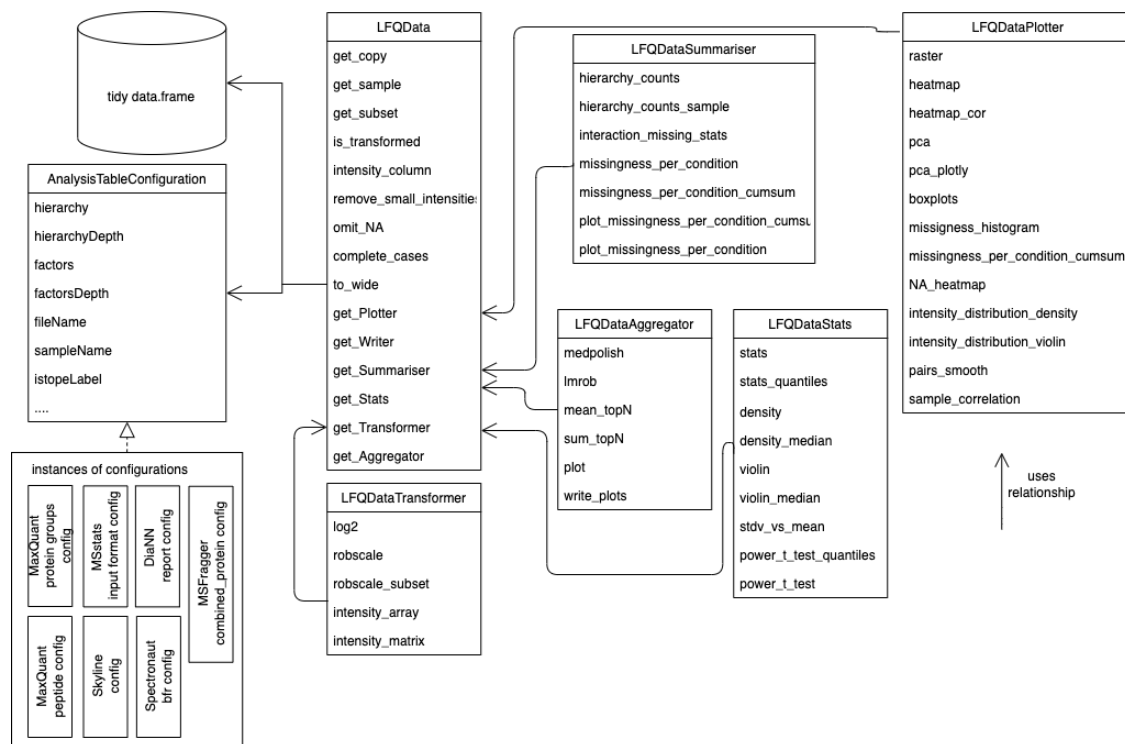 tidy data.frame
AnalysisTableConfiguration
hierarchy
hierarchyDepth
factors
factorsDepth
fileName
sampleName
istopeLabel
....
instances of configurations
MaxQuant
protein groups
config
MSstats
input format config
DiaNN
report config
MSFragger
combined_protein config
MaxQuant
peptide config
Skyline
config
Spectronaut
bfr config
LFQData
get_copy
get_sample
get_subset
is_transformed
intensity_column
remove_small_intensities
omit_NA
complete_cases
to_wide
get_Plotter
get_Writer
get_Summariser
get_Stats
get_Transformer
get_Aggregator
LFQDataTransformer
log2
robscale
robscale_subset
intensity_array
intensity_matrix
LFQDataSummariser
hierarchy_counts
hierarchy_counts_sample
interaction_missing_stats
missingness_per_condition
missingness_per_condition_cumsum
plot_missingness_per_condition_cumsu
plot_missingness_per_condition
LFQDataAggregator
medpolish
lmrob
mean_topN
sum_topN
plot
write_plots
LFQDataStats
stats
stats_quantiles
density
density_median
violin
violin_median
stdv_vs_mean
power_t_test_quantiles
power_t_test
LFQDataPlotter
raster
heatmap
heatmap_cor
pca
pca_plotly
boxplots
missigness_histogram
missingness_per_condition_cumsum
NA_heatmap
intensity_distribution_density
intensity_distribution_violin
pairs_smooth
sample_correlation
uses
relationship